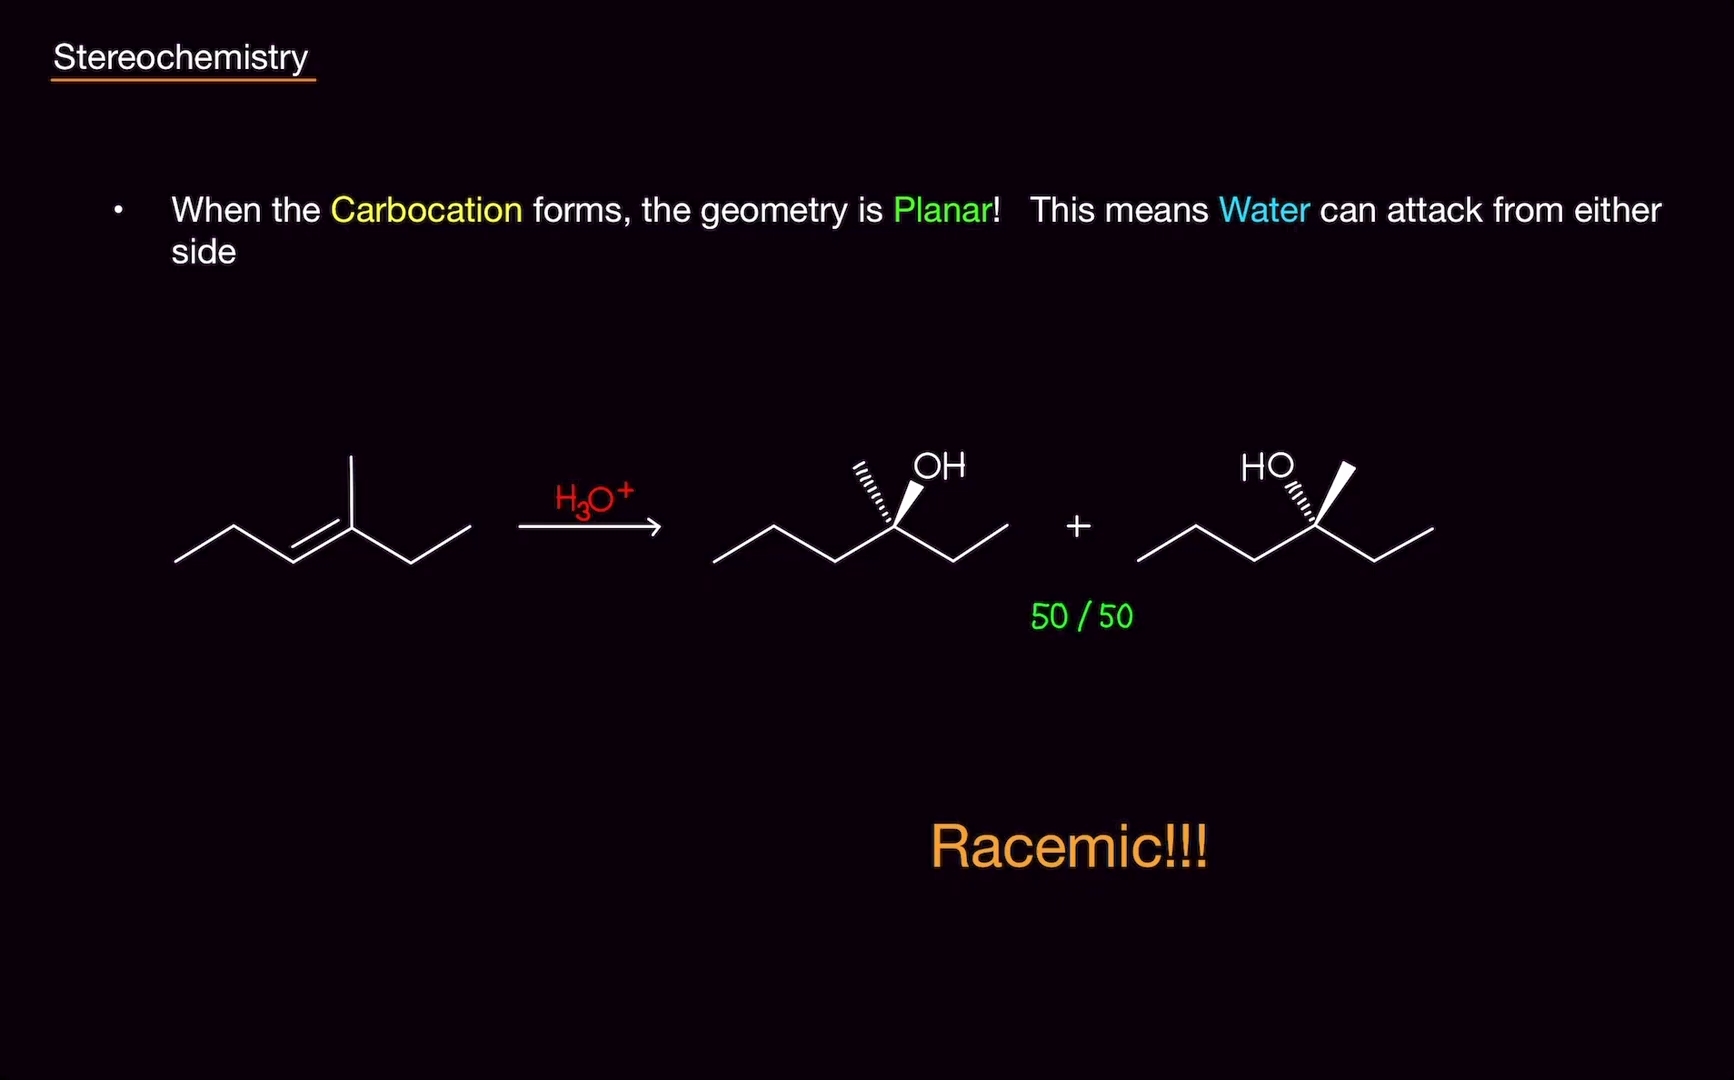 Stereochemistry
• When the Carbocation forms, the geometry is Planar! This means Water can attack from either
side
H₃O⁺
OH
+
HO
50 / 50
Racemic!!!